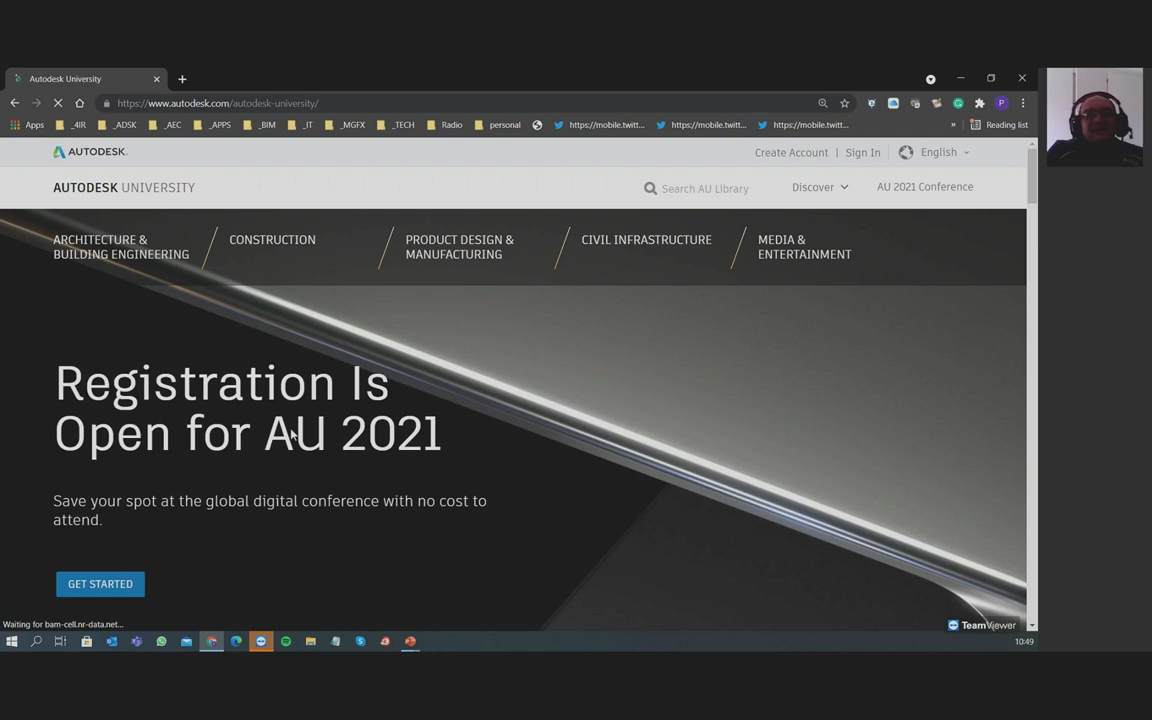 Autodesk University
https://www.autodesk.com/autodesk-university/
P
Apps _4IR _ADSK _AEC _APPS _BIM _IT _MGFX _TECH Radio personal https://mobile.twitt... https://mobile.twitt... https://mobile.twitt... » Reading list
AUTODESK.
Create Account | Sign In English
AUTODESK UNIVERSITY
Search AU Library Discover AU 2021 Conference
ARCHITECTURE &
BUILDING ENGINEERING
CONSTRUCTION
PRODUCT DESIGN &
MANUFACTURING
CIVIL INFRASTRUCTURE
MEDIA &
ENTERTAINMENT
Registration Is
Open for AU 2021
Save your spot at the global digital conference with no cost to
attend.
GET STARTED
Waiting for bam-cell.nr-data.net...
TeamViewer
10:49